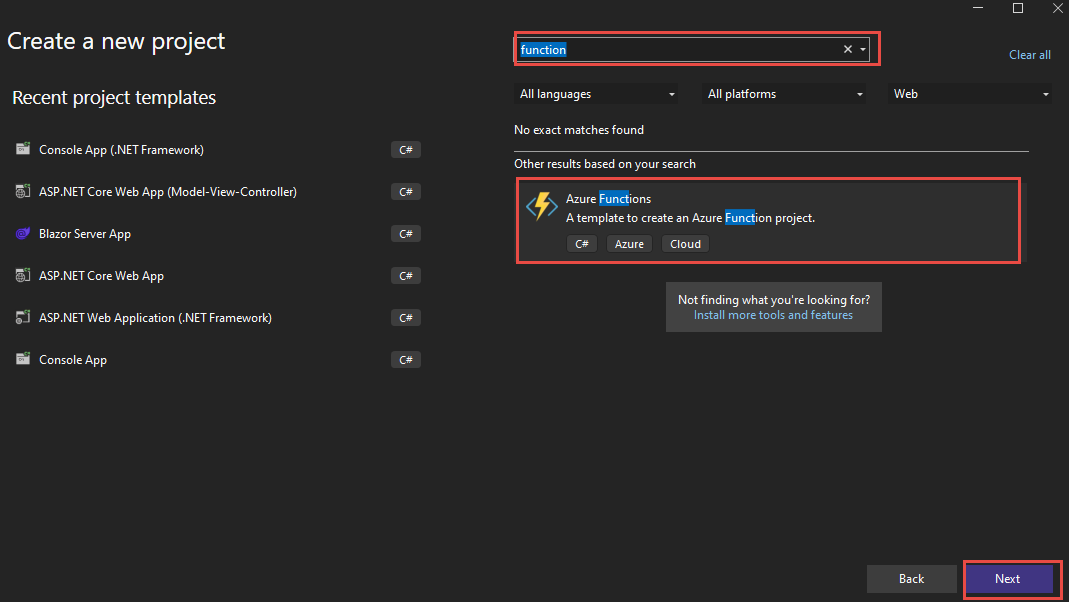 Create a new project
Recent project templates
Console App (.NET Framework) C#
ASP.NET Core Web App (Model-View-Controller) C#
Blazor Server App C#
ASP.NET Core Web App C#
ASP.NET Web Application (.NET Framework) C#
Console App C#
function
Clear all
All languages All platforms Web
No exact matches found
Other results based on your search
Azure Functions
A template to create an Azure Function project.
C# Azure Cloud
Not finding what you're looking for?
Install more tools and features
Back Next